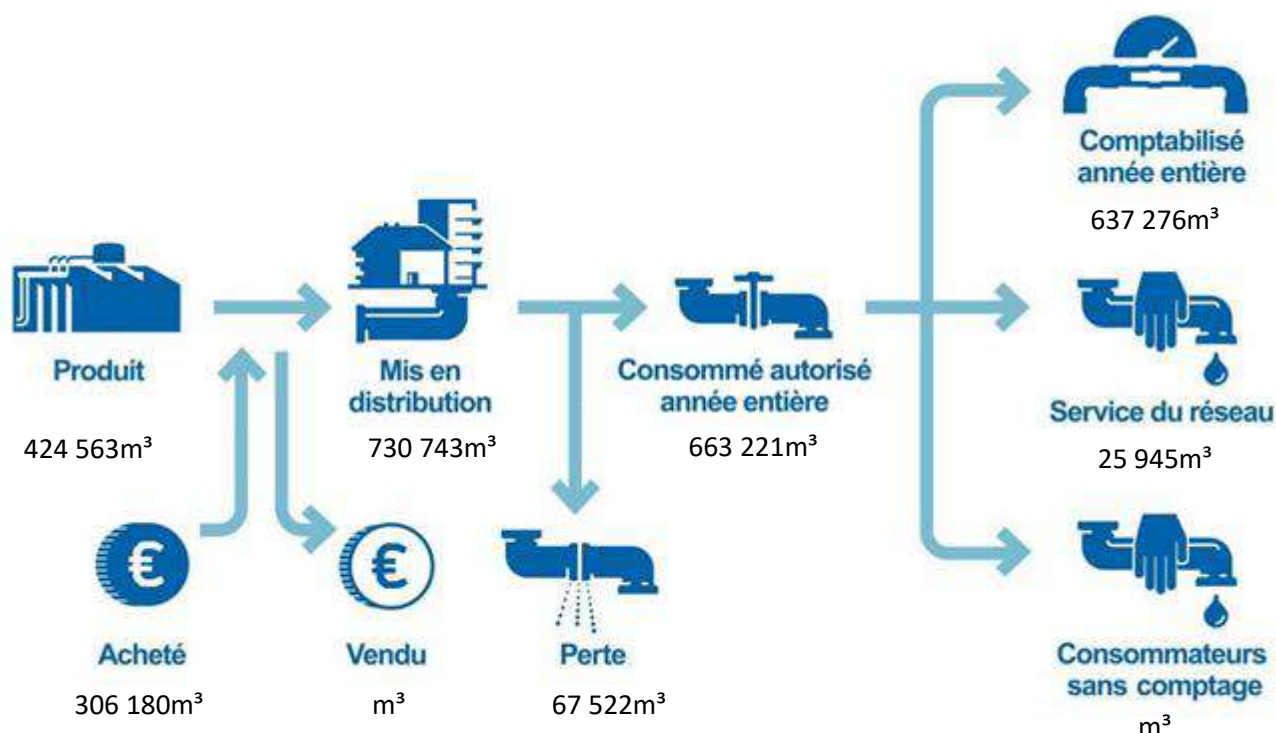 Comptabilisé
année entière
637 276m³
Produit
424 563m³
Mis en
distribution
730 743m³
Consommé autorisé
année entière
663 221m³
Service du réseau
25 945m³
€
Acheté
306 180m³
€
Vendu
m³
Perte
67 522m³
Consommateurs
sans comptage
m³